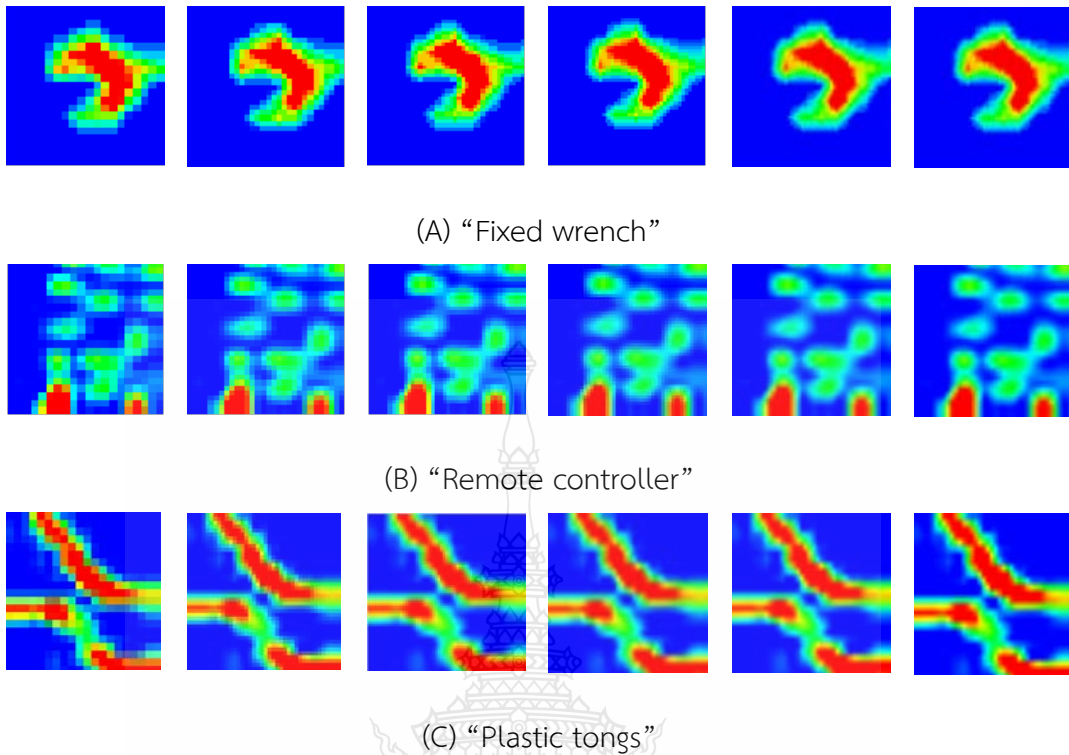 (A) “Fixed wrench”
(B) “Remote controller”
(C) “Plastic tongs”